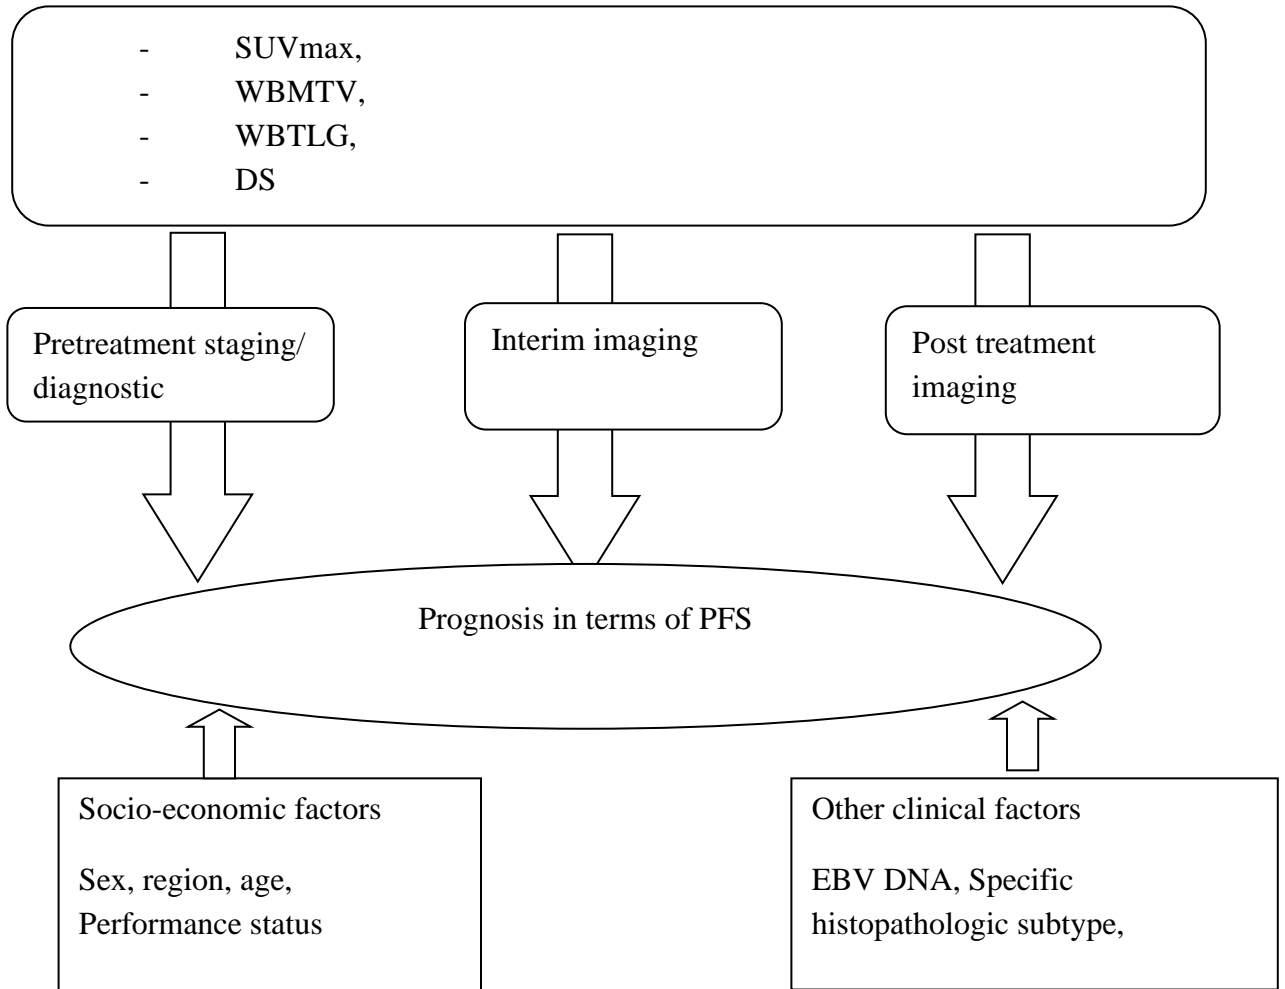 - SUVmax,
- WBMTV,
- WBTLG,
- DS
Pretreatment staging/
diagnostic
Interim imaging
Post treatment
imaging
Prognosis in terms of PFS
Socio-economic factors
Sex, region, age,
Performance status
Other clinical factors
EBV DNA, Specific
histopathologic subtype,